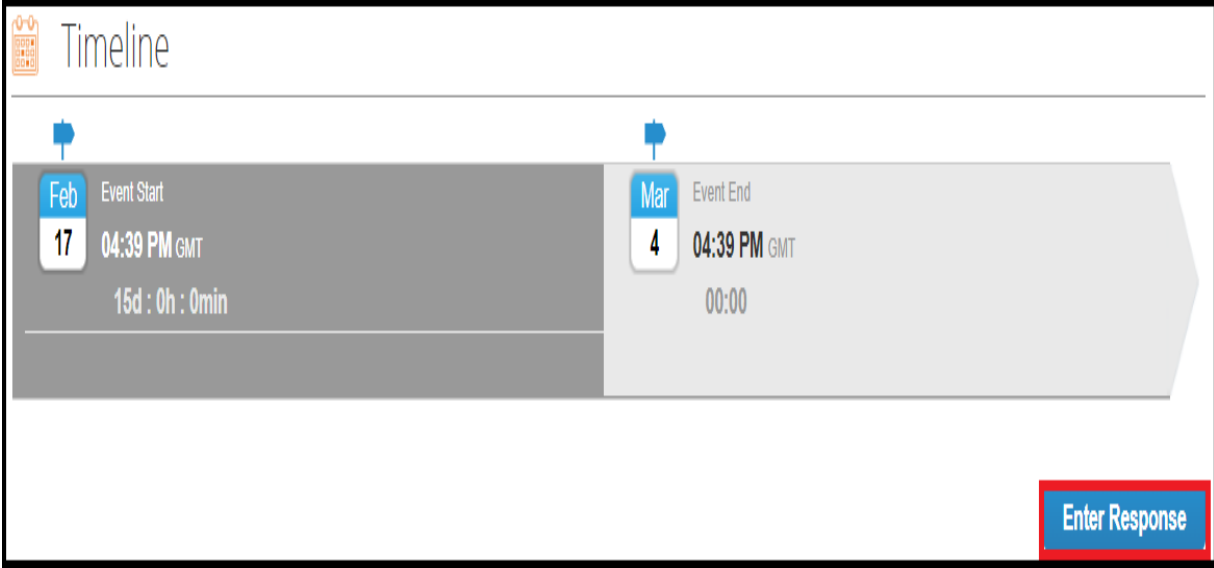 Timeline
Feb
17
Event Start
04:39 PM GMT
15d : 0h : 0min
Mar
4
Event End
04:39 PM GMT
00:00
Enter Response